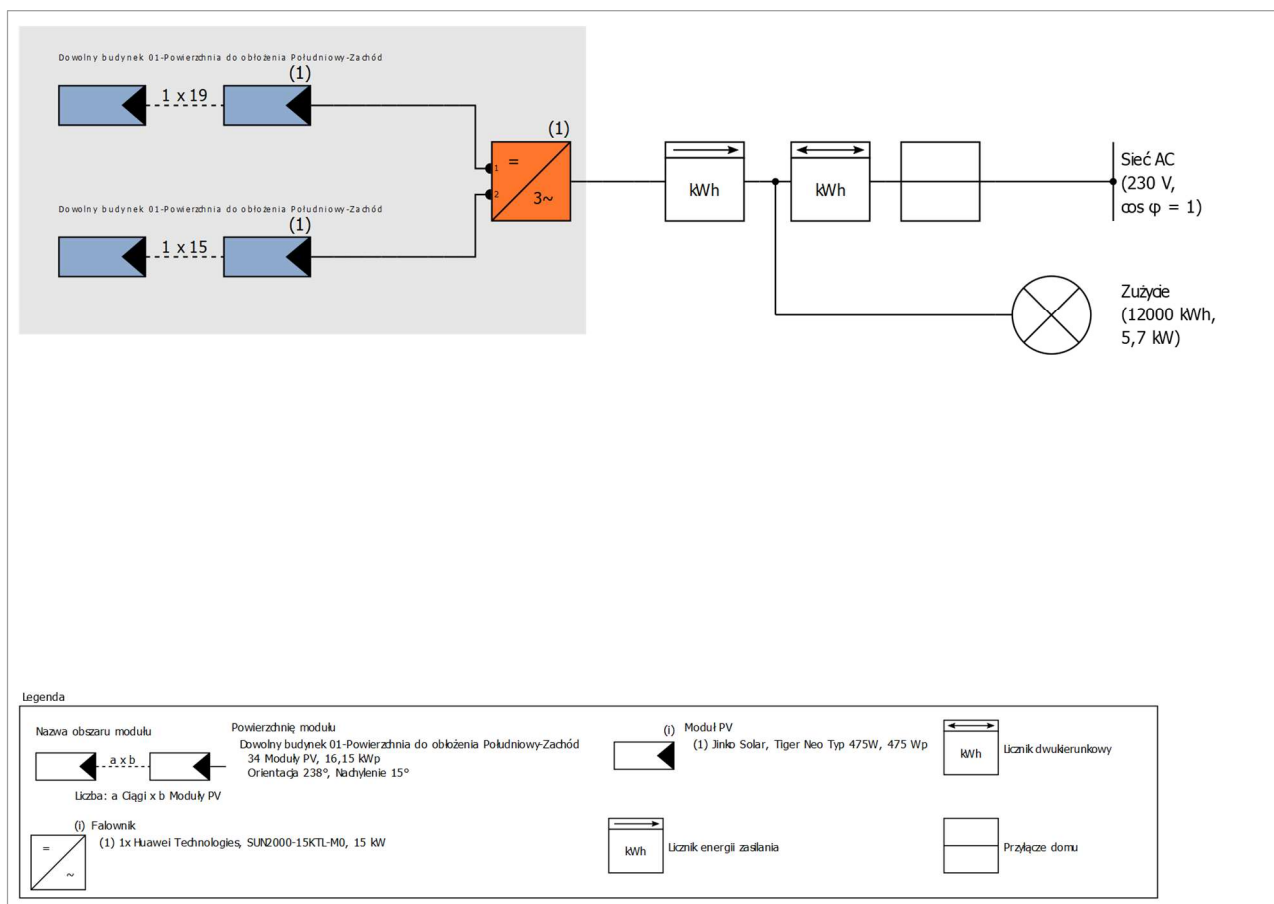 Dowolny budynek 01-Powierzchnia do obłożenia Południowy-Zachód
(1)
1 x 19
(1)
1
=
2
3~
Dowolny budynek 01-Powierzchnia do obłożenia Południowy-Zachód
(1)
1 x 15
kWh
kWh
Sieć AC
(230 V,
cos φ = 1)
Zużycie
(12000 kWh,
5,7 kW)
Legenda
Nazwa obszaru modułu
a x b
Liczba: a Ciągi x b Moduły PV
Powierzchnię modułu
Dowolny budynek 01-Powierzchnia do obłożenia Południowy-Zachód
34 Moduły PV, 16,15 kWp
Orientacja 238°, Nachylenie 15°
(i) Moduł PV
(1) Jinko Solar, Tiger Neo Typ 475W, 475 Wp
kWh
Licznik dwukierunkowy
(i) Falownik
(1) 1x Huawei Technologies, SUN2000-15KTL-M0, 15 kW
=
~
kWh
Licznik energii zasilania
Przyłącze domu